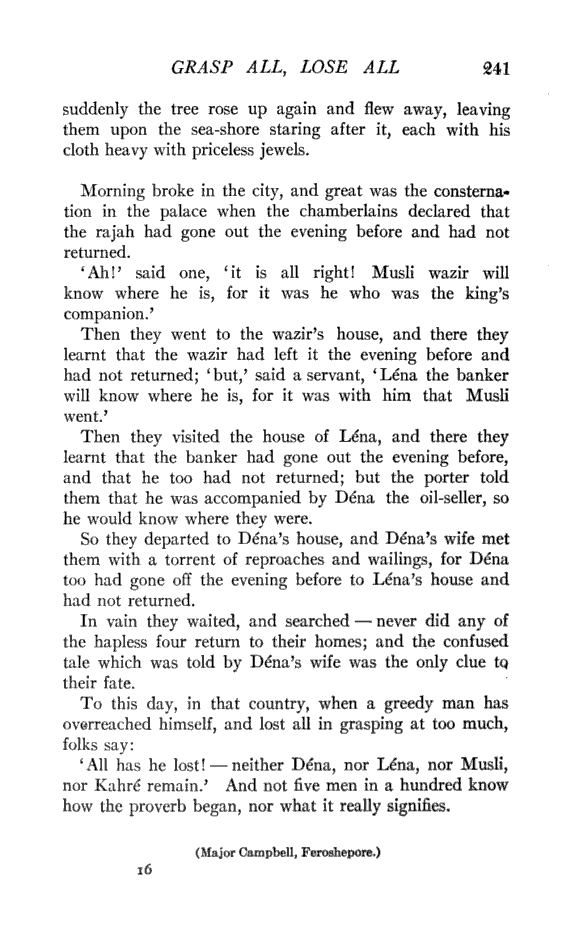 GRASP ALL, LOSE ALL 241
suddenly the tree rose up again and flew away, leaving
them upon the sea-shore staring after it, each with his
cloth heavy with priceless jewels.
Morning broke in the city, and great was the consterna-
tion in the palace when the chamberlains declared that
the rajah had gone out the evening before and had not
returned.
‘Ah!’ said one, ‘it is all right! Musli wazir will
know where he is, for it was he who was the king’s
companion.’
Then they went to the wazir’s house, and there they
learnt that the wazir had left it the evening before and
had not returned; ‘but,’ said a servant, ‘Léna the banker
will know where he is, for it was with him that Musli
went.’
Then they visited the house of Léna, and there they
learnt that the banker had gone out the evening before,
and that he too had not returned; but the porter told
them that he was accompanied by Déna the oil-seller, so
he would know where they were.
So they departed to Déna’s house, and Déna’s wife met
them with a torrent of reproaches and wailings, for Déna
too had gone off the evening before to Léna’s house and
had not returned.
In vain they waited, and searched — never did any of
the hapless four return to their homes; and the confused
tale which was told by Déna’s wife was the only clue to
their fate.
To this day, in that country, when a greedy man has
overreached himself, and lost all in grasping at too much,
folks say:
‘All has he lost! — neither Déna, nor Léna, nor Musli,
nor Kahré remain.’ And not five men in a hundred know
how the proverb began, nor what it really signifies.
(Major Campbell, Feroshepore.)
16